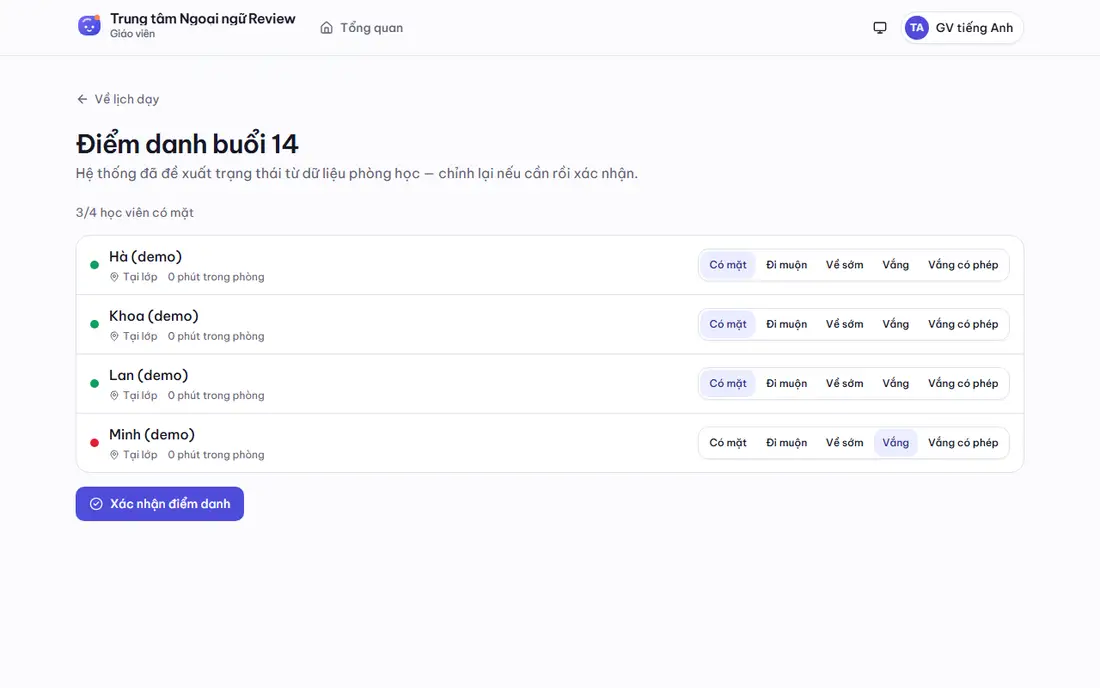 Trung tâm Ngoại ngữ Review
Giáo viên
Tổng quan
TA
GV tiếng Anh
Về lịch dạy
Điểm danh buổi 14
Hệ thống đã đề xuất trạng thái từ dữ liệu phòng học — chỉnh lại nếu cần rồi xác nhận.
3/4 học viên có mặt
Hà (demo)
Tại lớp 0 phút trong phòng
Có mặt Đi muộn Về sớm Vắng Vắng có phép
Khoa (demo)
Tại lớp 0 phút trong phòng
Có mặt Đi muộn Về sớm Vắng Vắng có phép
Lan (demo)
Tại lớp 0 phút trong phòng
Có mặt Đi muộn Về sớm Vắng Vắng có phép
Minh (demo)
Tại lớp 0 phút trong phòng
Có mặt Đi muộn Về sớm Vắng Vắng có phép
Xác nhận điểm danh